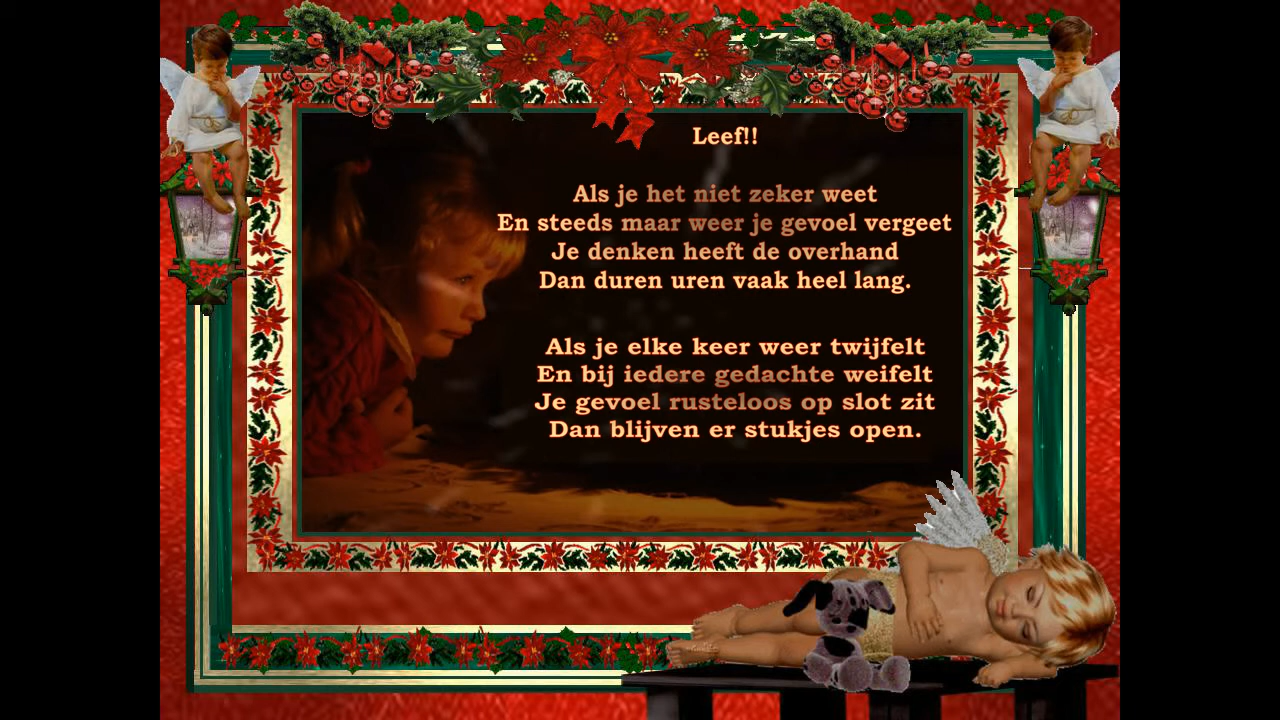 Leef!!
Als je het niet zeker weet
En steeds maar weer je gevoel vergeet
Je denken heeft de overhand
Dan duren uren vaak heel lang.
Als je elke keer weer twijfelt
En bij iedere gedachte weifelt
Je gevoel rusteloos op slot zit
Dan blijven er stukjes open.